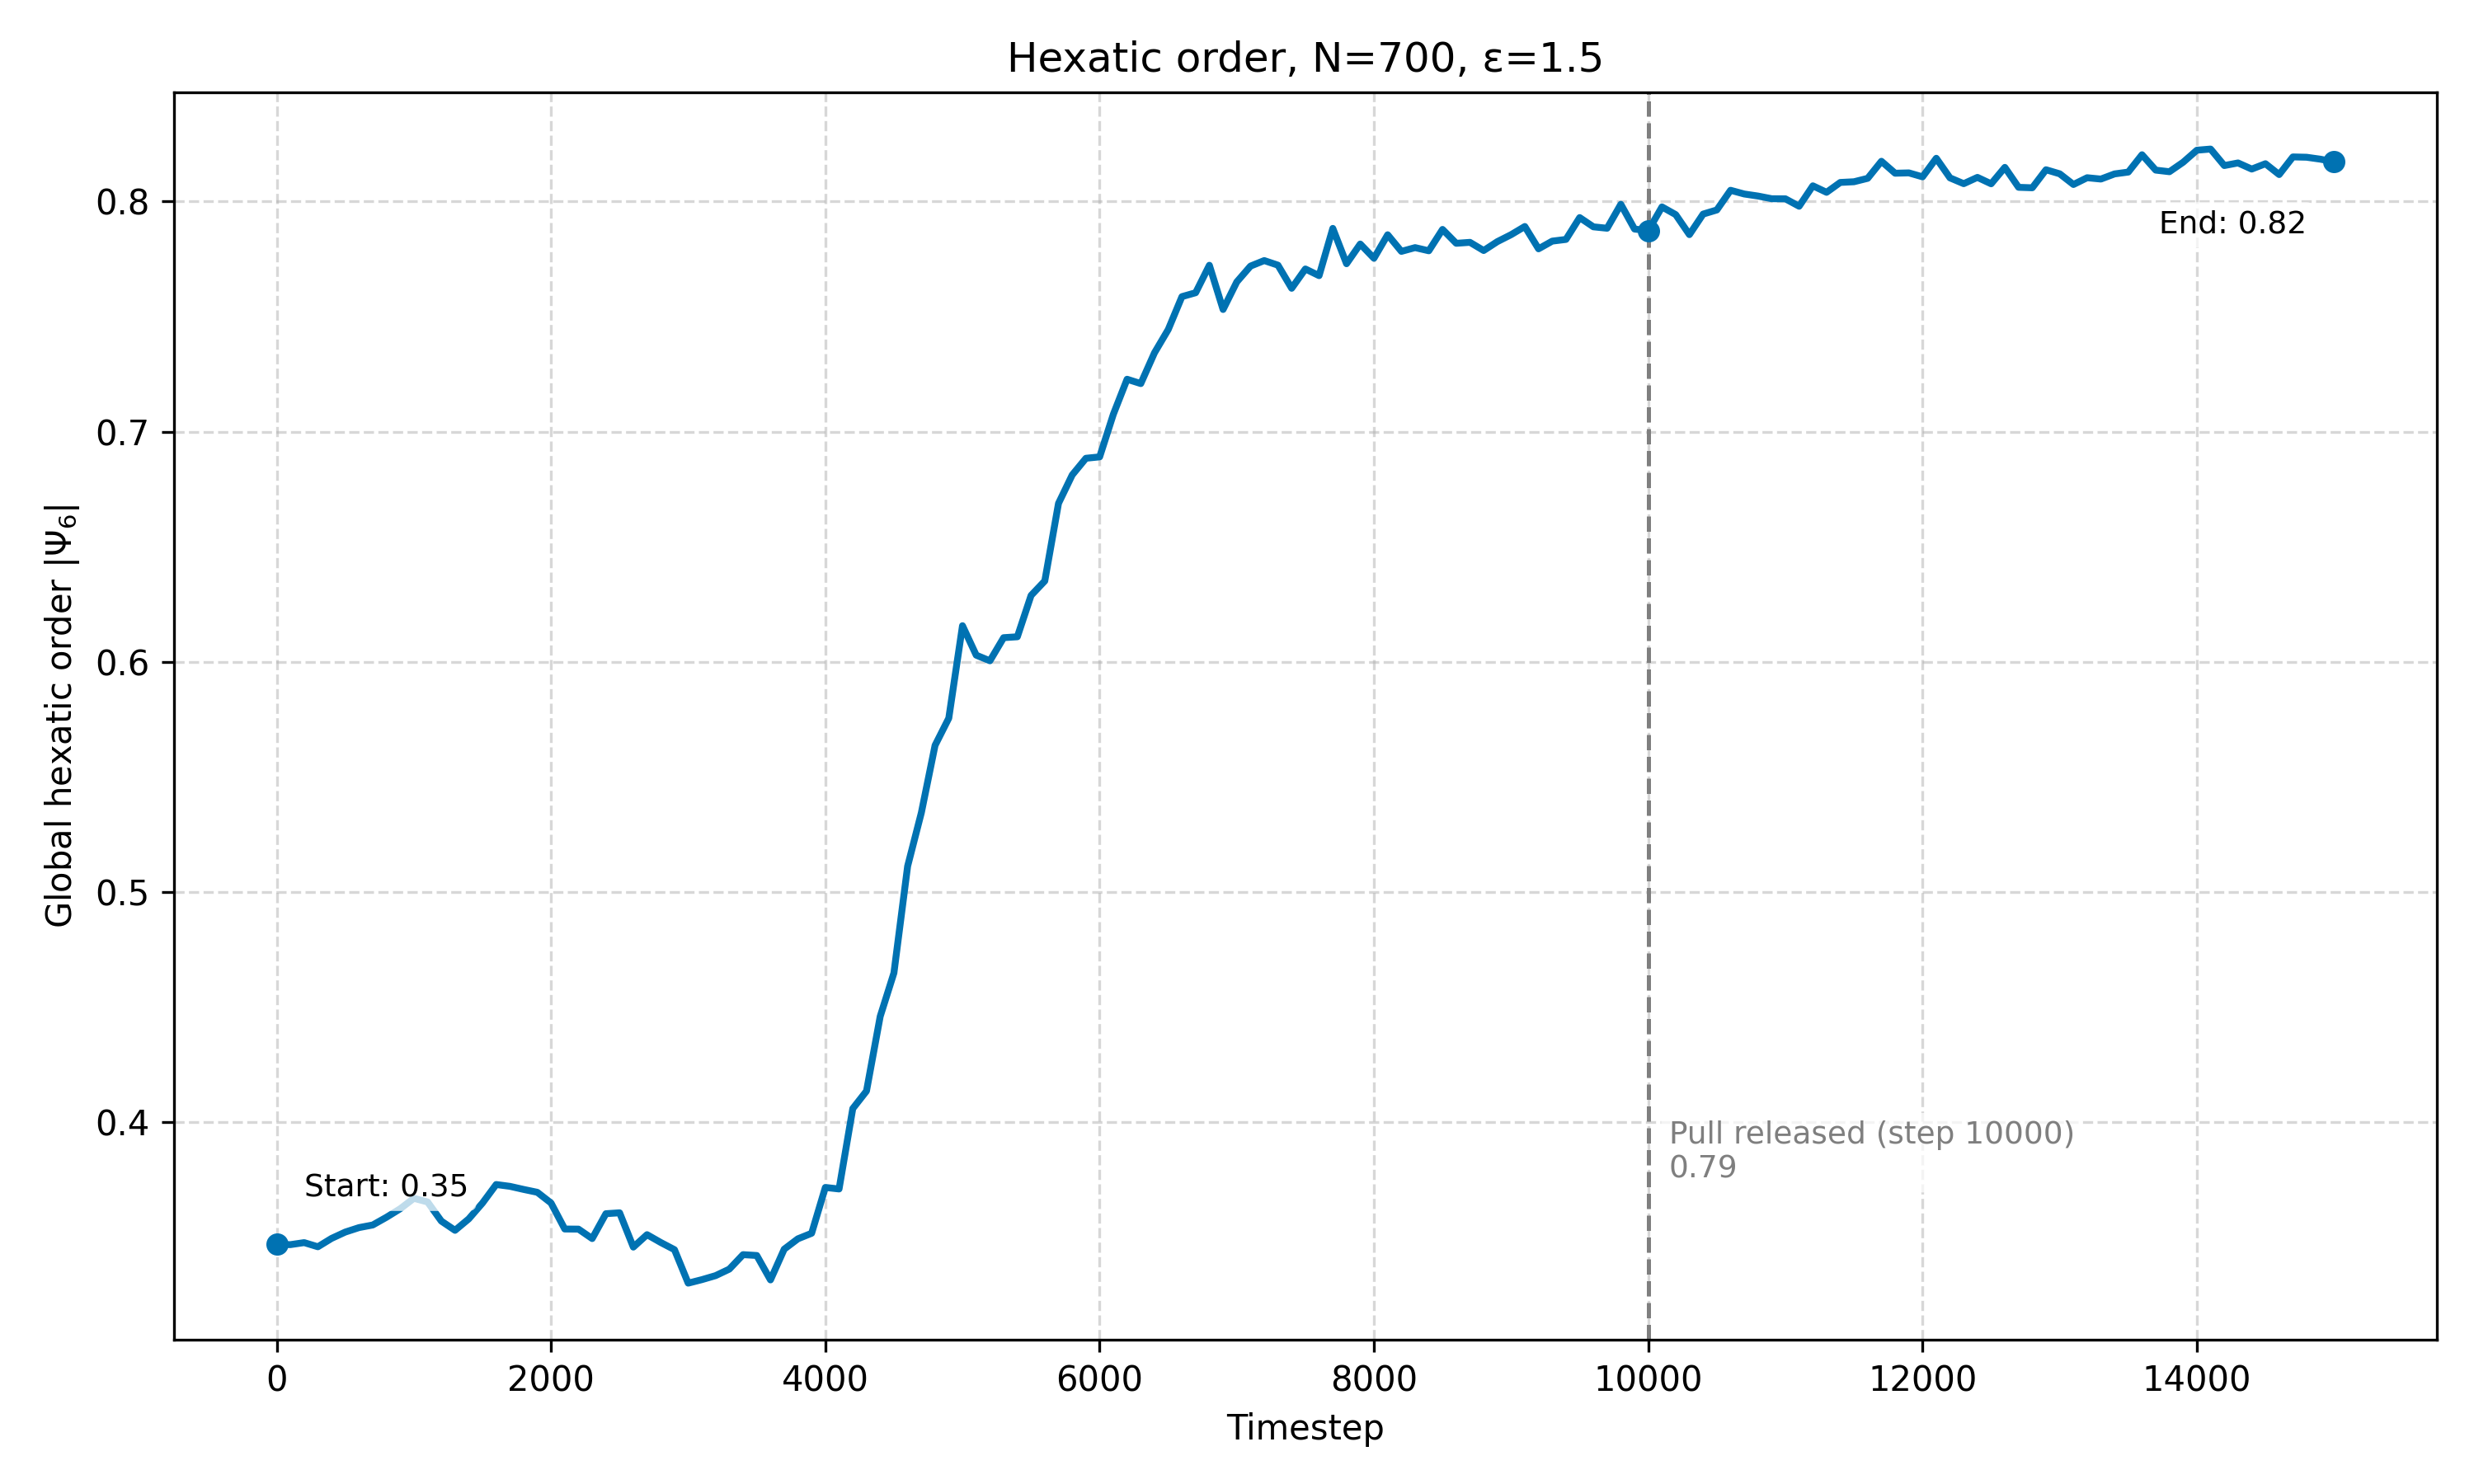 Hexatic order, N=700, ε=1.5
Global hexatic order |Ψ₆|
0.8
0.7
0.6
0.5
0.4
End: 0.82
Pull released (step 10000)
0.79
Start: 0.35
0 2000 4000 6000 8000 10000 12000 14000
Timestep